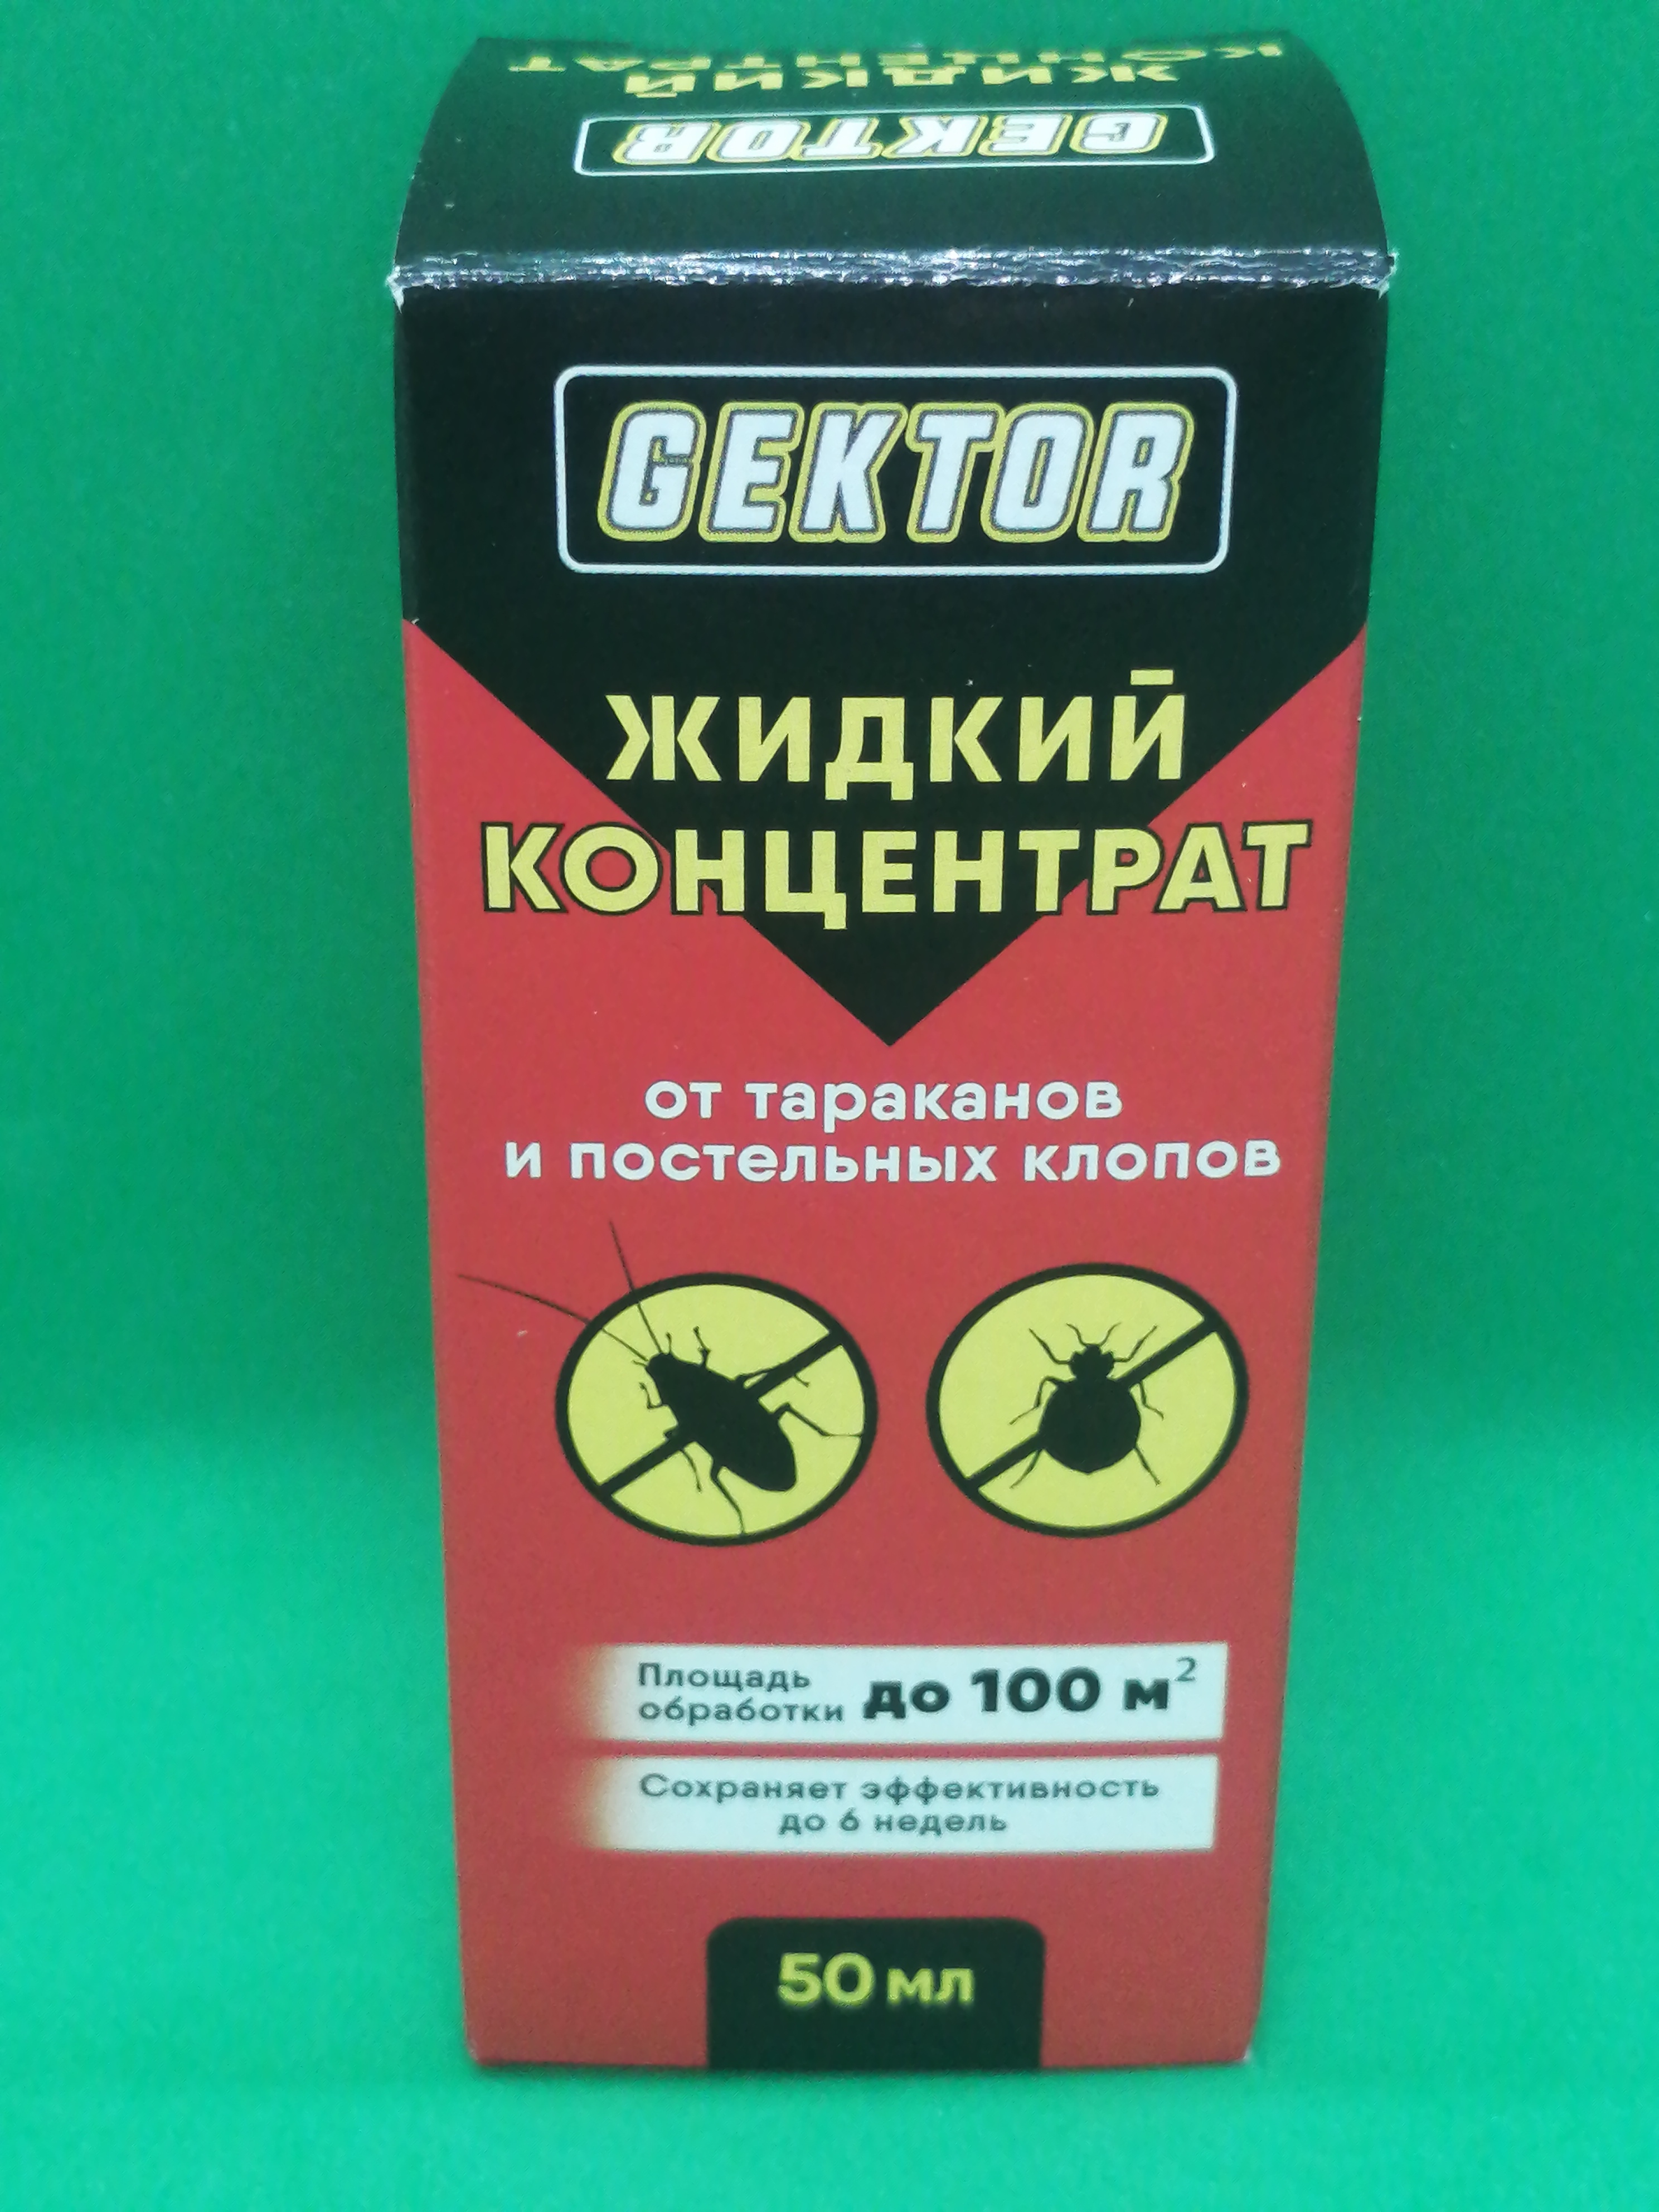 КОНЦЕНТРАТ
ЖИДКИЙ
GEKTOR
GEKTOR
ЖИДКИЙ
КОНЦЕНТРАТ
от тараканов
и постельных клопов
Площадь
обработки до 100 м²
Сохраняет эффективность
до 6 недель
50 мл